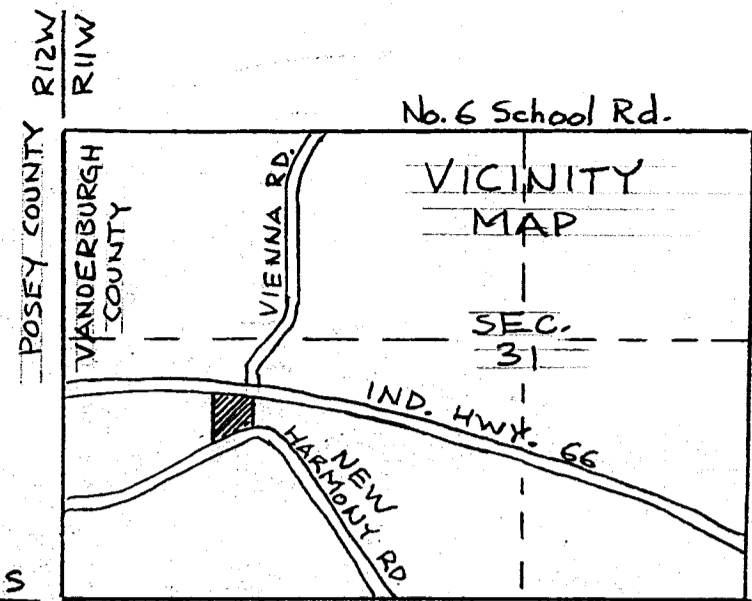 R12W
R11W
No. 6 School Rd.
POSEY COUNTY
VANDERBURGH
COUNTY
VIENNA RD.
VICINITY
MAP
SEC.
31
IND. HWY. 66
NEW
HARMONY RD
S